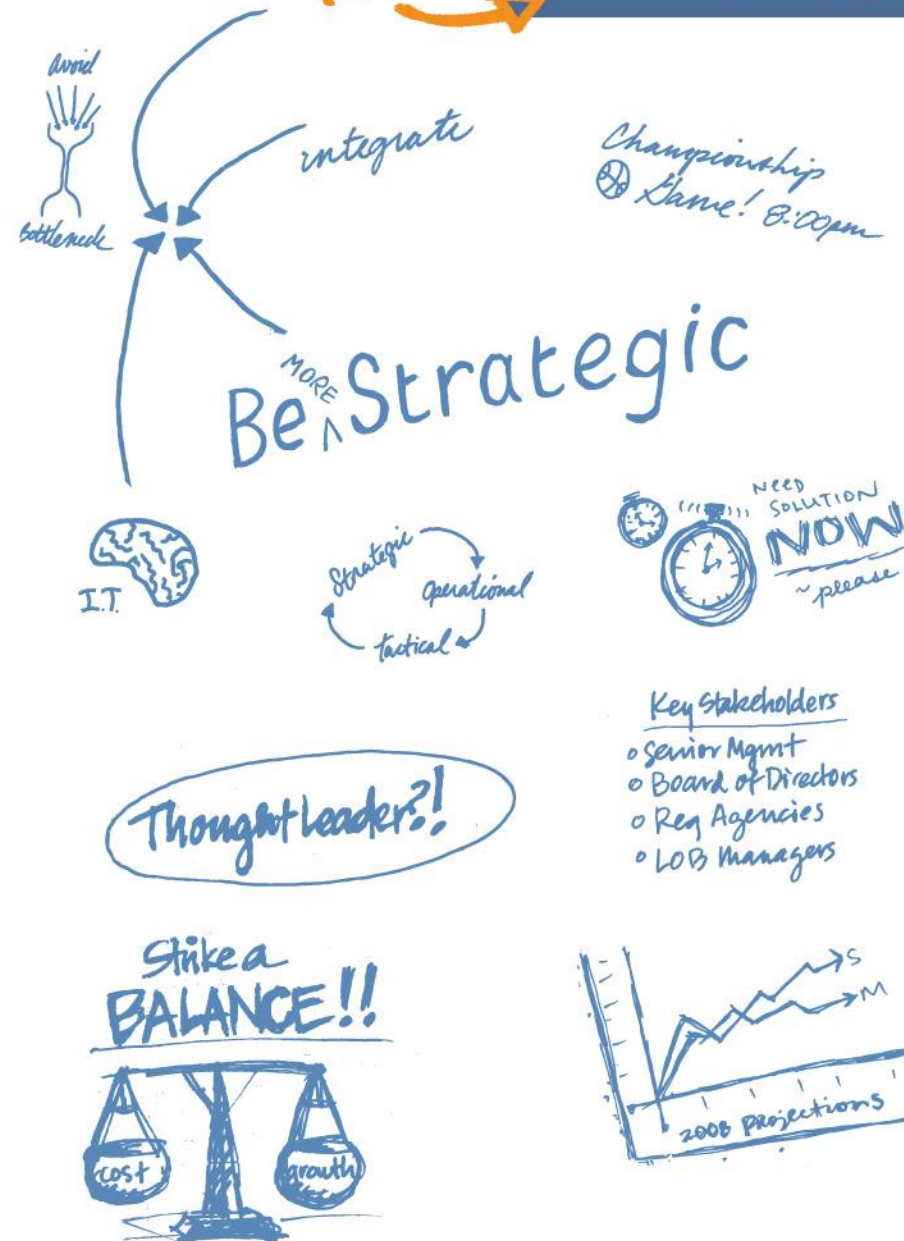 avoid
bottleneck
integrate
Championship
Game! 8:00pm
MORE
Be ^ Strategic
I.T.
Strategic
Operational
Tactical
NEED
SOLUTION
NOW
~ please
Key Stakeholders
o Senior Mgmt
o Board of Directors
o Reg Agencies
o LOB Managers
Thought Leader?!
Strike a
BALANCE!!
cost
growth
S
M
2008 Projections